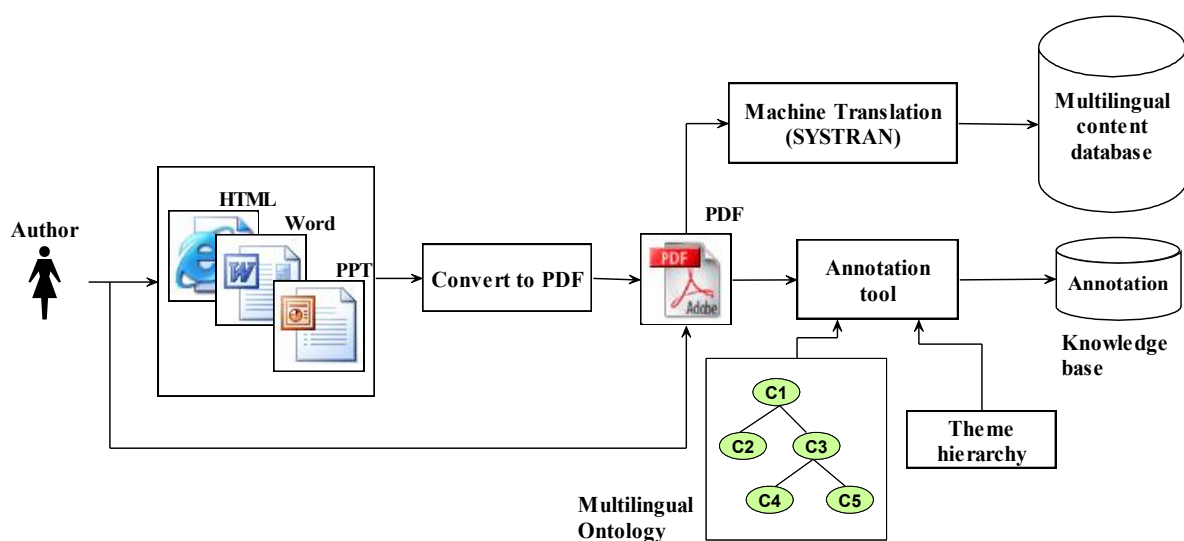 Machine Translation
(SYSTRAN)
Multilingual
content
database
HTML
Word
PPT
Author
W
Convert to PDF
PDF
PDF
Adobe
Annotation
tool
Annotation
Knowledge
base
C1
C2
C3
C4
C5
Theme
hierarchy
Multilingual
Ontology